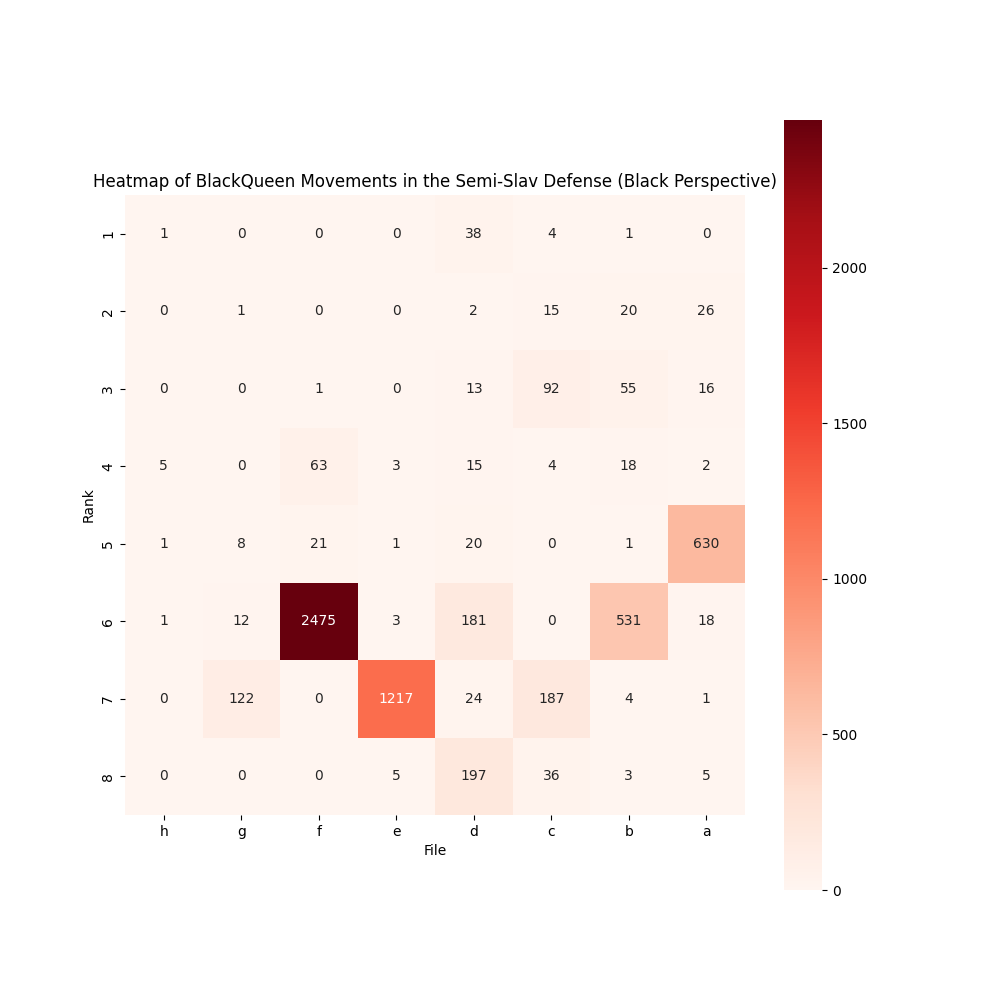 Heatmap of BlackQueen Movements in the Semi-Slav Defense (Black Perspective)
1 1 0 0 0 38 4 1 0
2 0 1 0 0 2 15 20 26
3 0 0 1 0 13 92 55 16
4 5 0 63 3 15 4 18 2
Rank
5 1 8 21 1 20 0 1 630
6 1 12 2475 3 181 0 531 18
7 0 122 0 1217 24 187 4 1
8 0 0 0 5 197 36 3 5
h g f e d c b a
File
2000
1500
1000
500
0